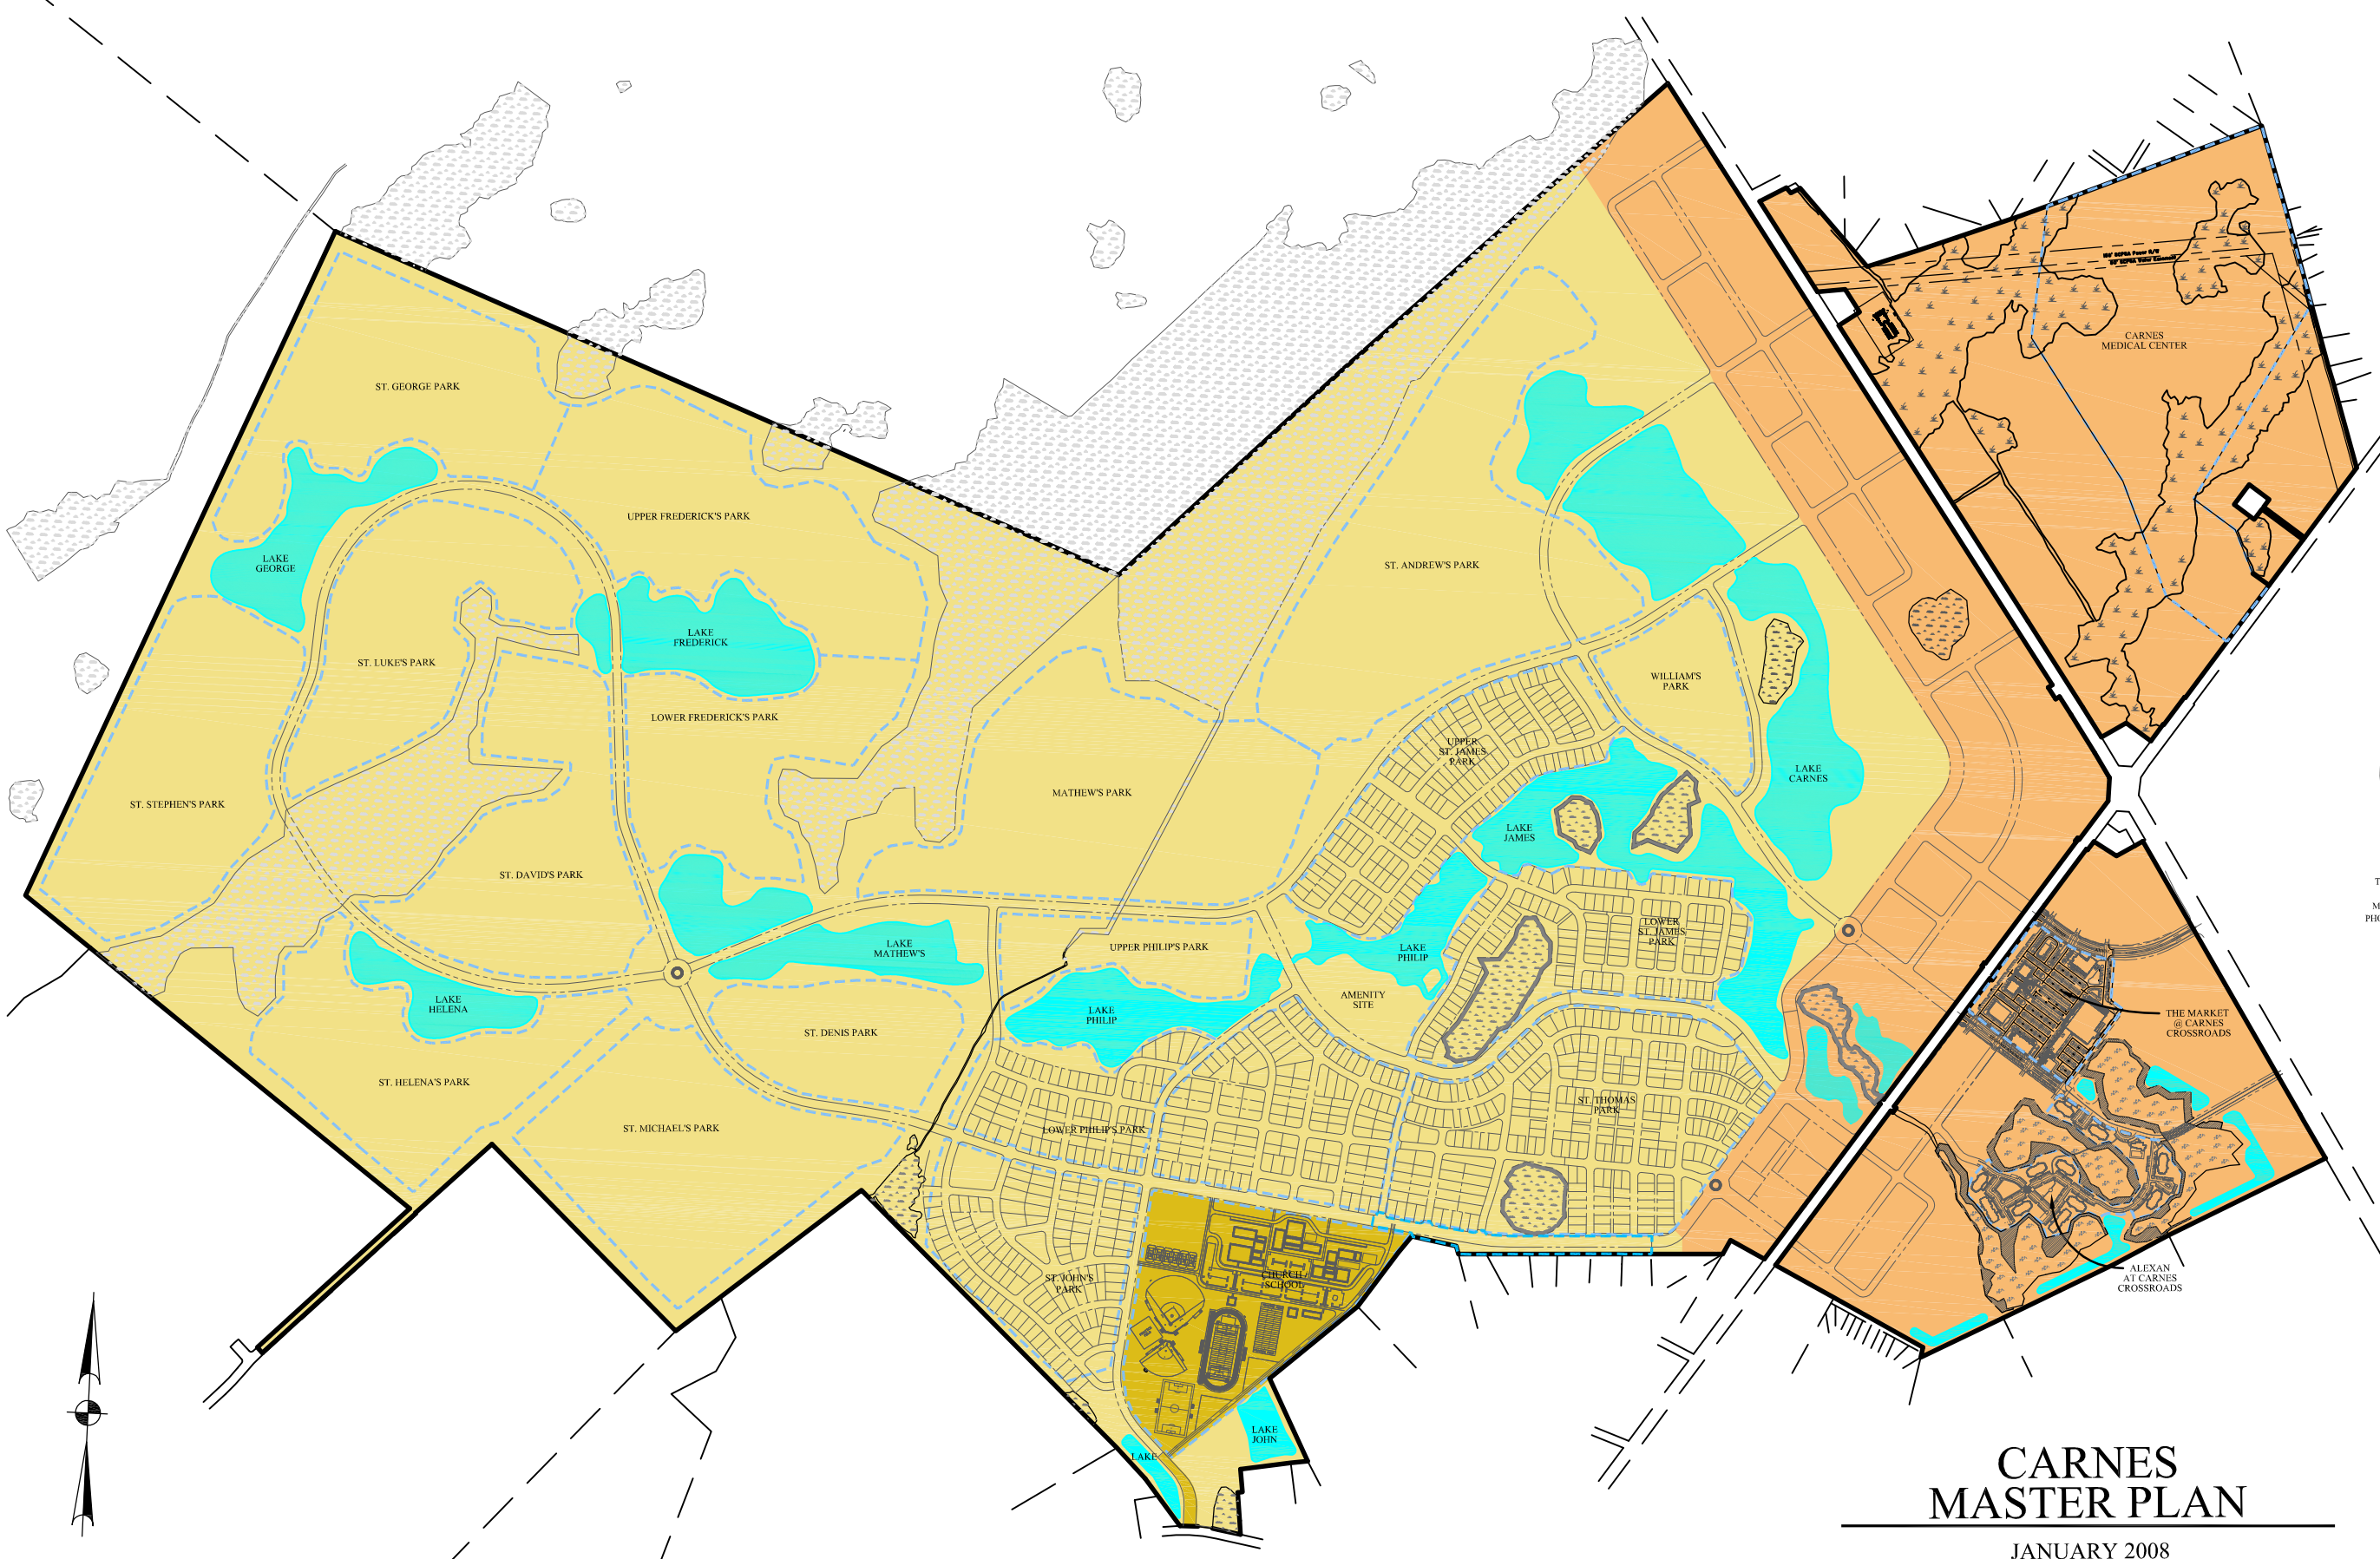 100' SCPSA Power R/W
CARNES
MEDICAL CENTER
ST. GEORGE PARK
UPPER FREDERICK'S PARK
LAKE
GEORGE
ST. ANDREW'S PARK
LAKE
FREDERICK
ST. LUKE'S PARK
WILLIAM'S
PARK
LOWER FREDERICK'S PARK
UPPER
ST. JAMES
PARK
LAKE
CARNES
MATHEW'S PARK
ST. STEPHEN'S PARK
LAKE
JAMES
ST. DAVID'S PARK
LOWER
ST. JAMES
PARK
LAKE
MATHEW'S
UPPER PHILIP'S PARK
LAKE
PHILIP
AMENITY
SITE
LAKE
HELENA
LAKE
PHILIP
THE MARKET
@ CARNES
CROSSROADS
ST. DENIS PARK
ST. HELENA'S PARK
ST. THOMAS
PARK
ST. MICHAEL'S PARK
LOWER PHILIP'S PARK
ST. JOHN'S
PARK
CHURCH
/SCHOOL
ALEXAN
AT CARNES
CROSSROADS
LAKE
JOHN
LAKE
CARNES
MASTER PLAN
JANUARY 2008